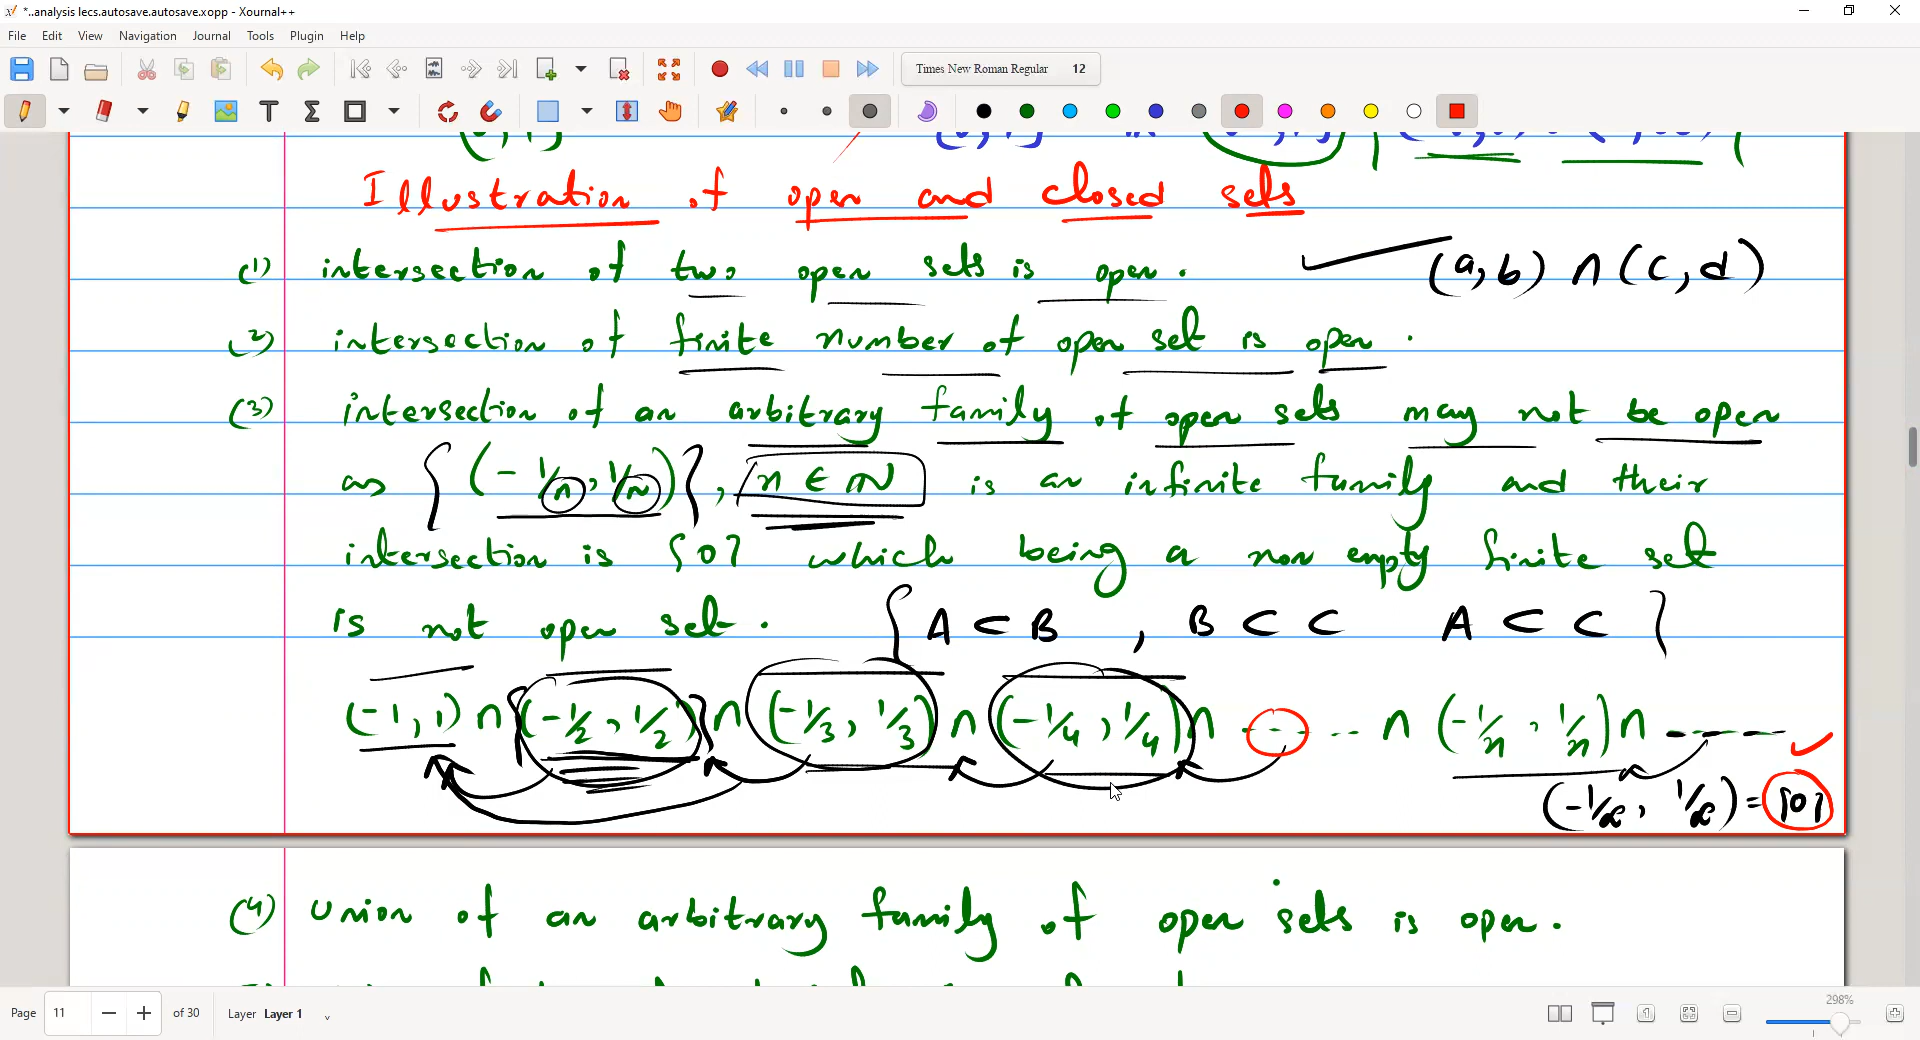 *..analysis lecs.autosave.autosave.xopp - Xournal++
File Edit View Navigation Journal Tools Plugin Help
Times New Roman Regular 12
Illustration of open and closed sets
(1) intersection of two open sets is open. (a,b) ∩ (c,d)
(2) intersection of finite number of open set is open.
(3) intersection of an arbitrary family of open sets may not be open
as {(-1/n, 1/n)}, n ∈ N is an infinite family and their
intersection is {0} which being a non empty finite set
is not open set. {A ⊂ B , B ⊂ C A ⊂ C}
(-1,1) ∩ {(-1/2, 1/2)} ∩ (-1/3, 1/3) ∩ (-1/4, 1/4) ∩ ----- ∩ (-1/n, 1/n) ∩ ----
= {0}
(4) Union of an arbitrary family of open sets is open.
Page 11 of 30 Layer Layer 1 298%